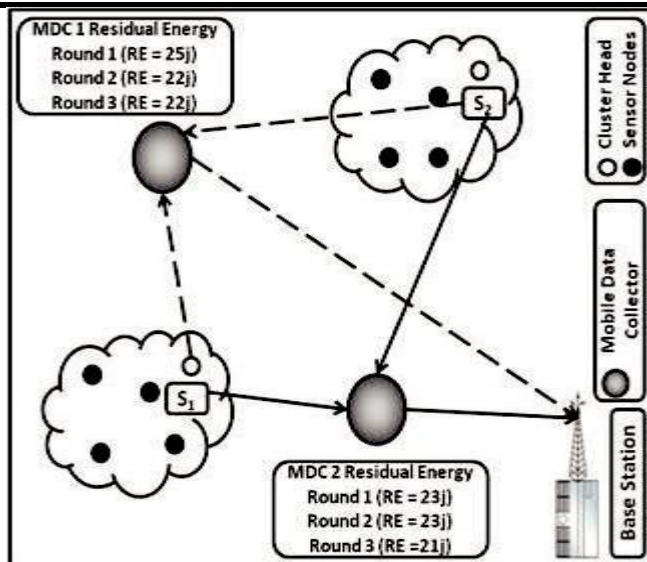 MDC 1 Residual Energy
Round 1 (RE = 25j)
Round 2 (RE = 22j)
Round 3 (RE = 22j)
S2
S1
MDC 2 Residual Energy
Round 1 (RE = 23j)
Round 2 (RE = 23j)
Round 3 (RE =21j)
Cluster Head
Sensor Nodes
Mobile Data
Collector
Base Station